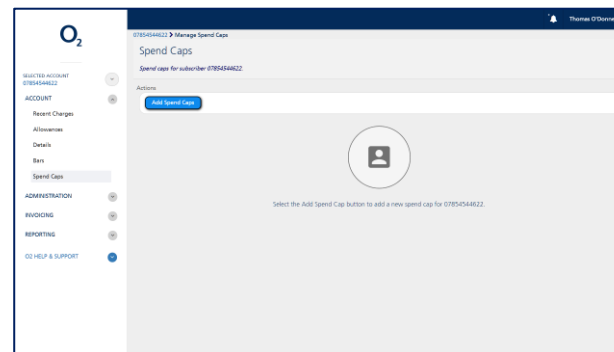 O2
SELECTED ACCOUNT
07854544622
ACCOUNT
Recent Charges
Allowances
Details
Bars
Spend Caps
ADMINISTRATION
INVOICING
REPORTING
O2 HELP & SUPPORT
Thomas O'Donne
07854544622 > Manage Spend Caps
Spend Caps
Spend caps for subscriber 07854544622.
Actions
Add Spend Caps
Select the Add Spend Cap button to add a new spend cap for 07854544622.